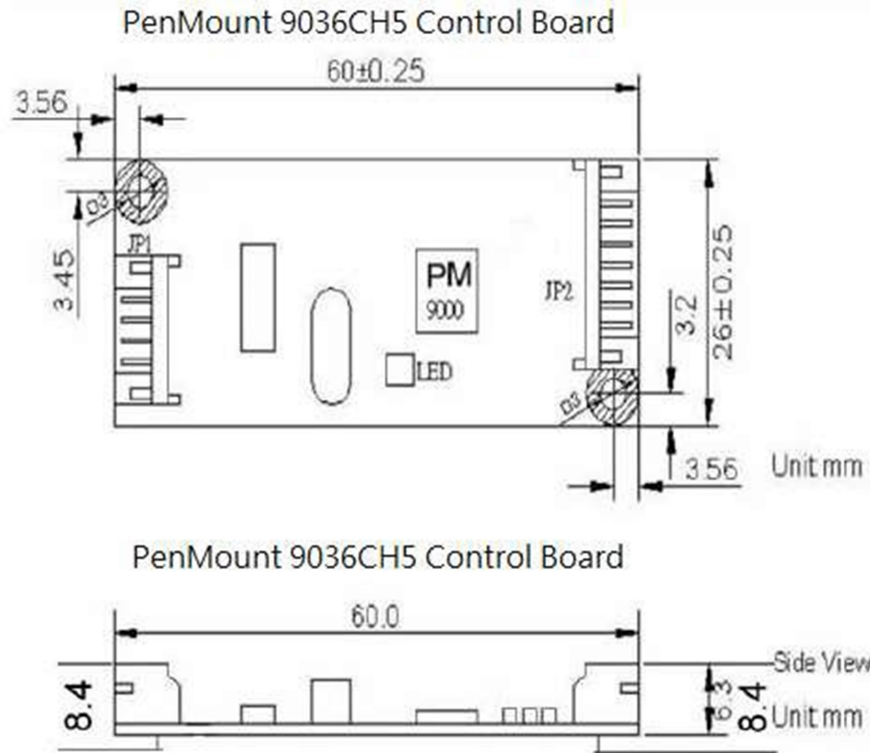 PenMount 9036CH5 Control Board
60±0.25
3.56
D3
JP1
3.45
PM
9000
LED
JP2
D3
3.2
26±0.25
3.56
Unit mm
PenMount 9036CH5 Control Board
60.0
Side View
8.4
6.3
8.4
Unit mm